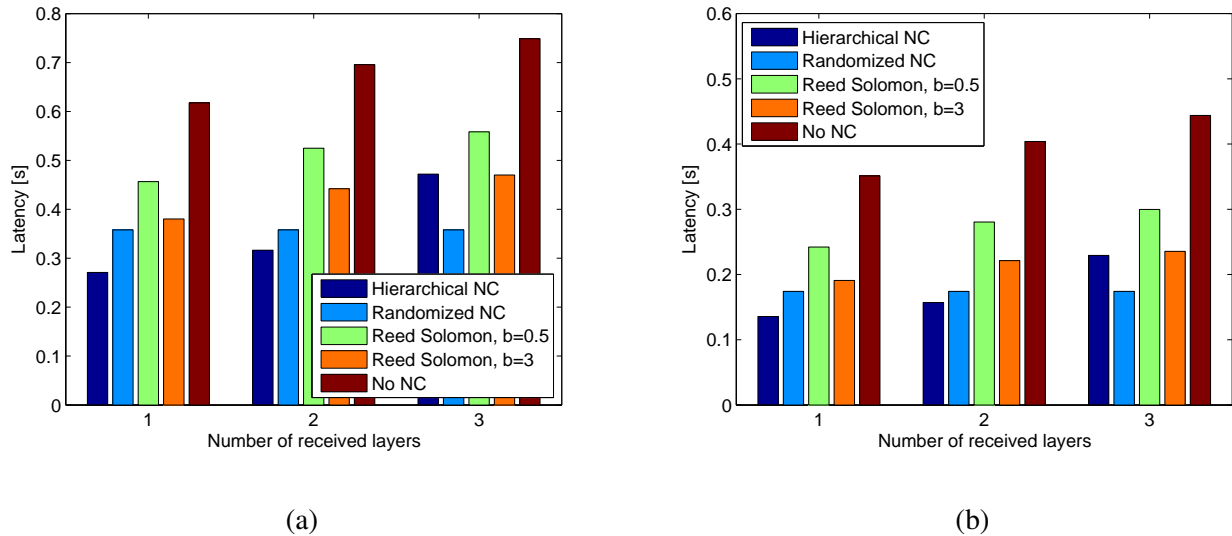 0.8
0.7
0.6
0.5
0.4
0.3
0.2
0.1
0
Latency [s]
1 2 3
Number of received layers
Hierarchical NC
Randomized NC
Reed Solomon, b=0.5
Reed Solomon, b=3
No NC
(a)
0.6
0.5
0.4
0.3
0.2
0.1
0
Latency [s]
Hierarchical NC
Randomized NC
Reed Solomon, b=0.5
Reed Solomon, b=3
No NC
1 2 3
Number of received layers
(b)